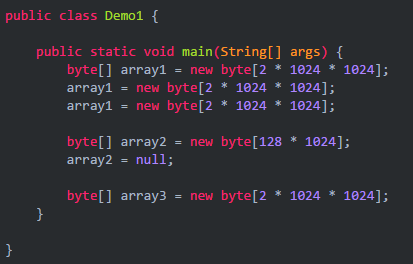 public class Demo1 {
public static void main(String[] args) {
byte[] array1 = new byte[2 * 1024 * 1024];
array1 = new byte[2 * 1024 * 1024];
array1 = new byte[2 * 1024 * 1024];
byte[] array2 = new byte[128 * 1024];
array2 = null;
byte[] array3 = new byte[2 * 1024 * 1024];
}
}